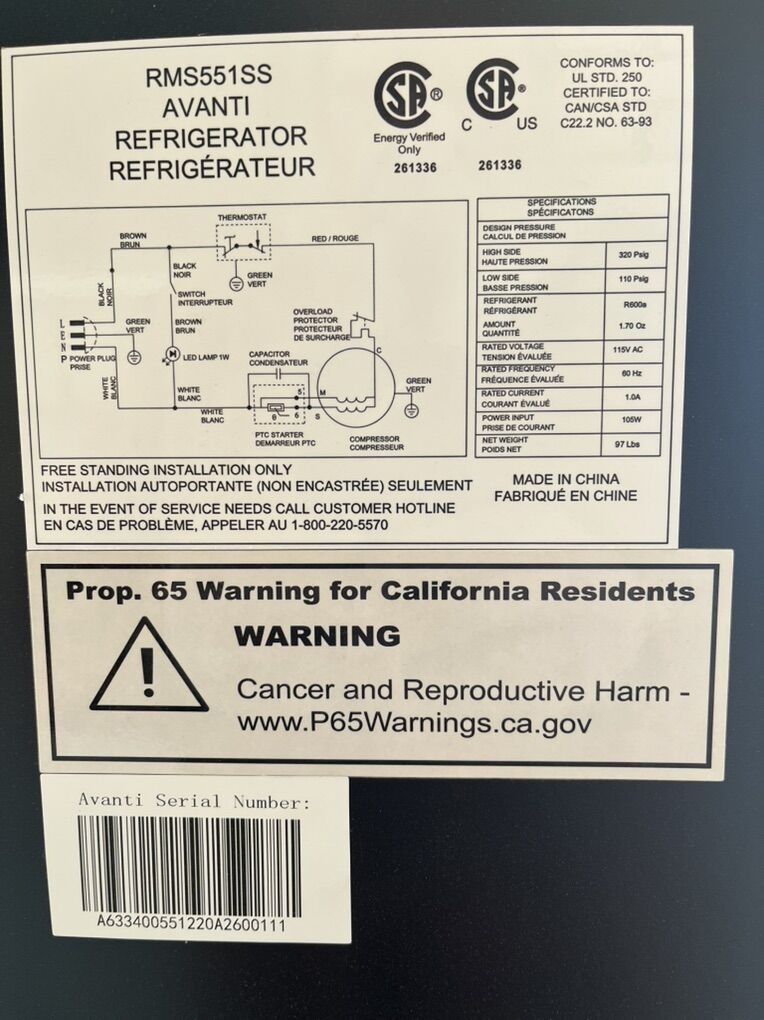 RMS551SS
AVANTI
REFRIGERATOR
REFRIGÉRATEUR
SA ®
Energy Verified
Only
261336
SA ®
C US
261336
CONFORMS TO:
UL STD. 250
CERTIFIED TO:
CAN/CSA STD
C22.2 NO. 63-93
THERMOSTAT
BROWN
BRUN
RED / ROUGE
BLACK
NOIR
GREEN
VERT
BLACK
NOIR
SWITCH
INTERRUPTEUR
L
E
N
P
GREEN
VERT
BROWN
BRUN
OVERLOAD
PROTECTOR
PROTECTEUR
DE SURCHARGE
POWER PLUG
PRISE
LED LAMP 1W
CAPACITOR
CONDENSATEUR
C
WHITE
BLANC
WHITE
BLANC
GREEN
VERT
WHITE
BLANC
5
6
6
M
S
PTC STARTER
DEMARREUR PTC
COMPRESSOR
COMPRESSEUR
SPECIFICATIONS
SPÉCIFICATONS
DESIGN PRESSURE
CALCUL DE PRESSION
HIGH SIDE
HAUTE PRESSION
320 Psig
LOW SIDE
BASSE PRESSION
110 Psig
REFRIGERANT
RÉFRIGÉRANT
R600a
AMOUNT
QUANTITÉ
1.70 Oz
RATED VOLTAGE
TENSION ÉVALUÉE
115V AC
RATED FREQUENCY
FRÉQUENCE ÉVALUÉE
60 Hz
RATED CURRENT
COURANT ÉVALUÉ
1.0A
POWER INPUT
PRISE DE COURANT
105W
NET WEIGHT
POIDS NET
97 Lbs
FREE STANDING INSTALLATION ONLY
INSTALLATION AUTOPORTANTE (NON ENCASTRÉE) SEULEMENT
IN THE EVENT OF SERVICE NEEDS CALL CUSTOMER HOTLINE
EN CAS DE PROBLÈME, APPELER AU 1-800-220-5570
MADE IN CHINA
FABRIQUÉ EN CHINE
Prop. 65 Warning for California Residents
WARNING
Cancer and Reproductive Harm -
www.P65Warnings.ca.gov
Avanti Serial Number:
A633400551220A2600111